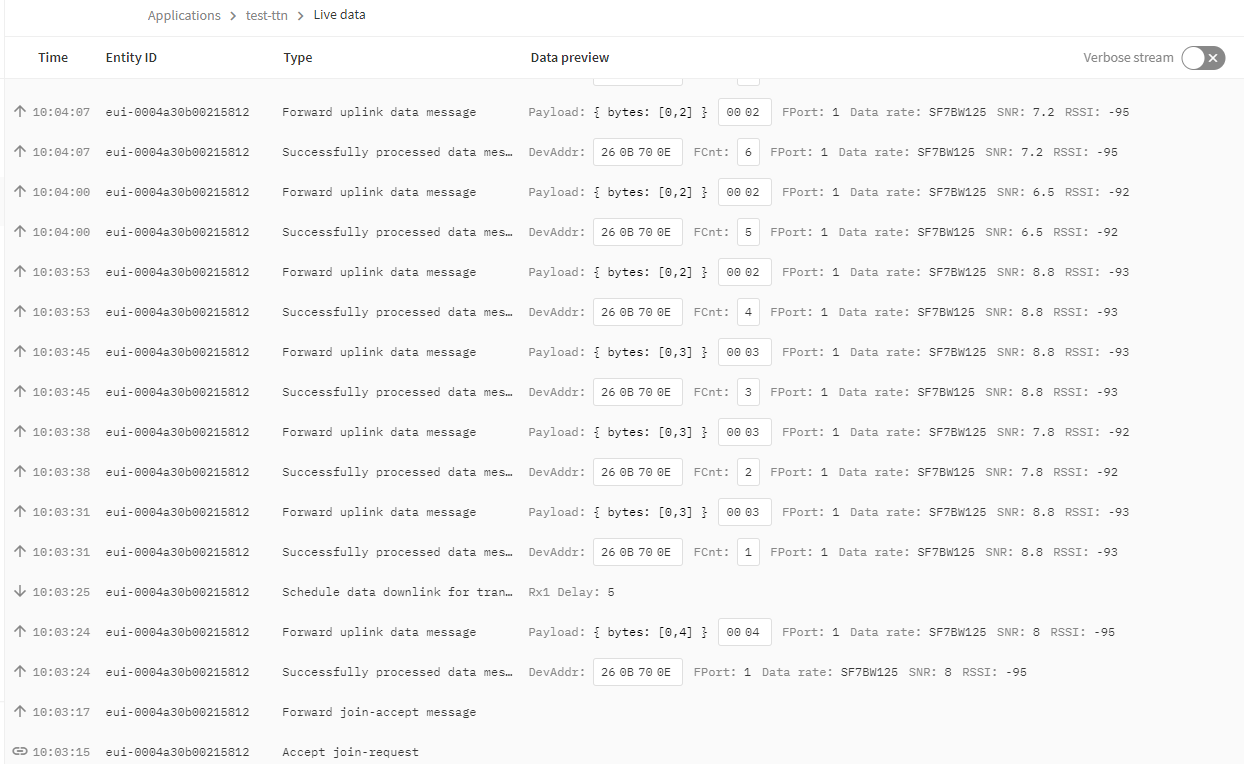 Applications > test-ttn > Live data
Time Entity ID Type Data preview Verbose stream
10:04:07 eui-0004a30b00215812 Forward uplink data message Payload: { bytes: [0,2] } 00 02 FPort: 1 Data rate: SF7BW125 SNR: 7.2 RSSI: -95
10:04:07 eui-0004a30b00215812 Successfully processed data mes… DevAddr: 26 0B 70 0E FCnt: 6 FPort: 1 Data rate: SF7BW125 SNR: 7.2 RSSI: -95
10:04:00 eui-0004a30b00215812 Forward uplink data message Payload: { bytes: [0,2] } 00 02 FPort: 1 Data rate: SF7BW125 SNR: 6.5 RSSI: -92
10:04:00 eui-0004a30b00215812 Successfully processed data mes… DevAddr: 26 0B 70 0E FCnt: 5 FPort: 1 Data rate: SF7BW125 SNR: 6.5 RSSI: -92
10:03:53 eui-0004a30b00215812 Forward uplink data message Payload: { bytes: [0,2] } 00 02 FPort: 1 Data rate: SF7BW125 SNR: 8.8 RSSI: -93
10:03:53 eui-0004a30b00215812 Successfully processed data mes… DevAddr: 26 0B 70 0E FCnt: 4 FPort: 1 Data rate: SF7BW125 SNR: 8.8 RSSI: -93
10:03:45 eui-0004a30b00215812 Forward uplink data message Payload: { bytes: [0,3] } 00 03 FPort: 1 Data rate: SF7BW125 SNR: 8.8 RSSI: -93
10:03:45 eui-0004a30b00215812 Successfully processed data mes… DevAddr: 26 0B 70 0E FCnt: 3 FPort: 1 Data rate: SF7BW125 SNR: 8.8 RSSI: -93
10:03:38 eui-0004a30b00215812 Forward uplink data message Payload: { bytes: [0,3] } 00 03 FPort: 1 Data rate: SF7BW125 SNR: 7.8 RSSI: -92
10:03:38 eui-0004a30b00215812 Successfully processed data mes… DevAddr: 26 0B 70 0E FCnt: 2 FPort: 1 Data rate: SF7BW125 SNR: 7.8 RSSI: -92
10:03:31 eui-0004a30b00215812 Forward uplink data message Payload: { bytes: [0,3] } 00 03 FPort: 1 Data rate: SF7BW125 SNR: 8.8 RSSI: -93
10:03:31 eui-0004a30b00215812 Successfully processed data mes… DevAddr: 26 0B 70 0E FCnt: 1 FPort: 1 Data rate: SF7BW125 SNR: 8.8 RSSI: -93
10:03:25 eui-0004a30b00215812 Schedule data downlink for tran… Rx1 Delay: 5
10:03:24 eui-0004a30b00215812 Forward uplink data message Payload: { bytes: [0,4] } 00 04 FPort: 1 Data rate: SF7BW125 SNR: 8 RSSI: -95
10:03:24 eui-0004a30b00215812 Successfully processed data mes… DevAddr: 26 0B 70 0E FPort: 1 Data rate: SF7BW125 SNR: 8 RSSI: -95
10:03:17 eui-0004a30b00215812 Forward join-accept message
10:03:15 eui-0004a30b00215812 Accept join-request